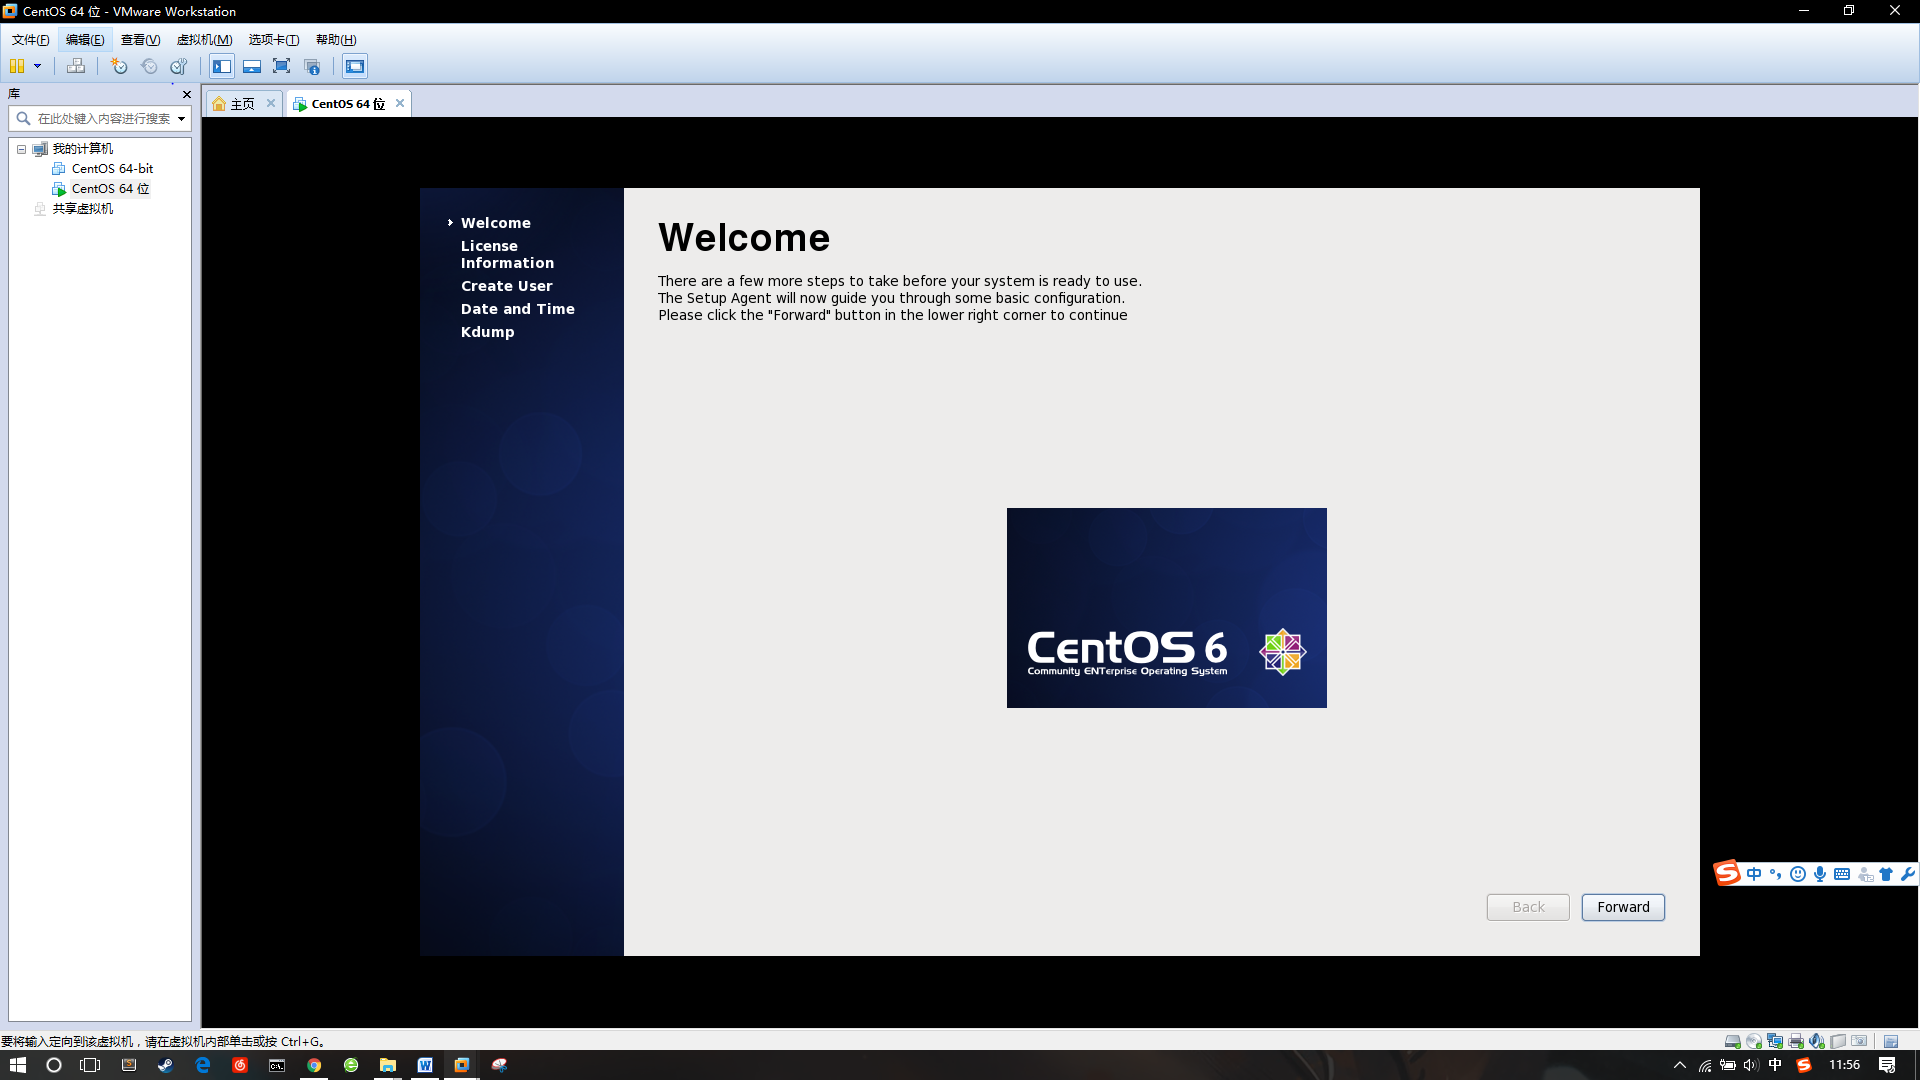 CentOS 64 位 - VMware Workstation
文件(F) 编辑(E) 查看(V) 虚拟机(M) 选项卡(T) 帮助(H)
库
主页
CentOS 64 位
在此处键入内容进行搜索
我的计算机
CentOS 64-bit
CentOS 64 位
共享虚拟机
Welcome
License
Information
Create User
Date and Time
Kdump
Welcome
There are a few more steps to take before your system is ready to use.
The Setup Agent will now guide you through some basic configuration.
Please click the "Forward" button in the lower right corner to continue
CentOS 6
Community ENTerprise Operating System
中
Back
Forward
要将输入定向到该虚拟机，请在虚拟机内部单击或按 Ctrl+G。
中
11:56